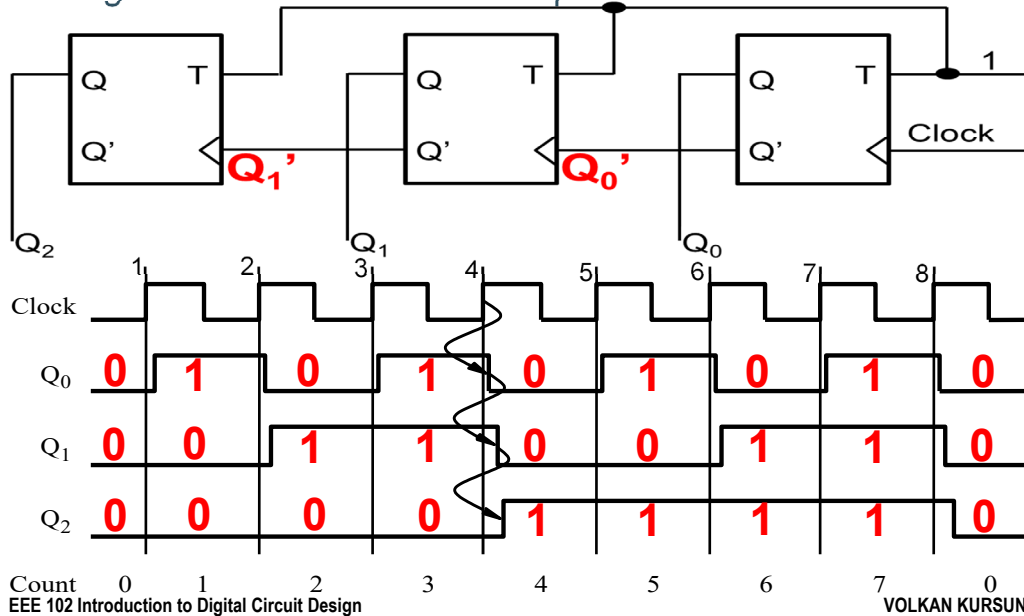 1
Q T Q T Q T
Clock
Q' Q' Q'
Q₁’ Q₀’
Q₂ Q₁ Q₀
1 2 3 4 5 6 7 8
Clock
Q₀ 0 1 0 1 0 1 0 1 0
Q₁ 0 0 1 1 0 0 1 1 0
Q₂ 0 0 0 0 1 1 1 1 0
Count 0 1 2 3 4 5 6 7 0
EEE 102 Introduction to Digital Circuit Design VOLKAN KURSUN